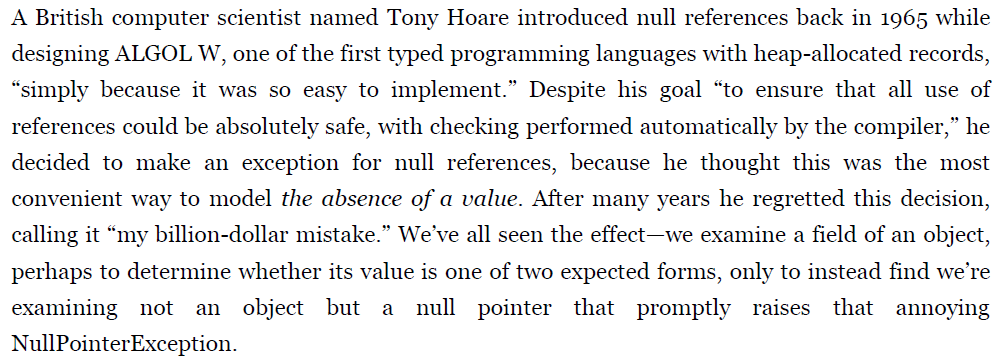 A British computer scientist named Tony Hoare introduced null references back in 1965 while
designing ALGOL W, one of the first typed programming languages with heap-allocated records,
“simply because it was so easy to implement.” Despite his goal “to ensure that all use of
references could be absolutely safe, with checking performed automatically by the compiler,” he
decided to make an exception for null references, because he thought this was the most
convenient way to model the absence of a value. After many years he regretted this decision,
calling it “my billion-dollar mistake.” We’ve all seen the effect—we examine a field of an object,
perhaps to determine whether its value is one of two expected forms, only to instead find we’re
examining not an object but a null pointer that promptly raises that annoying
NullPointerException.